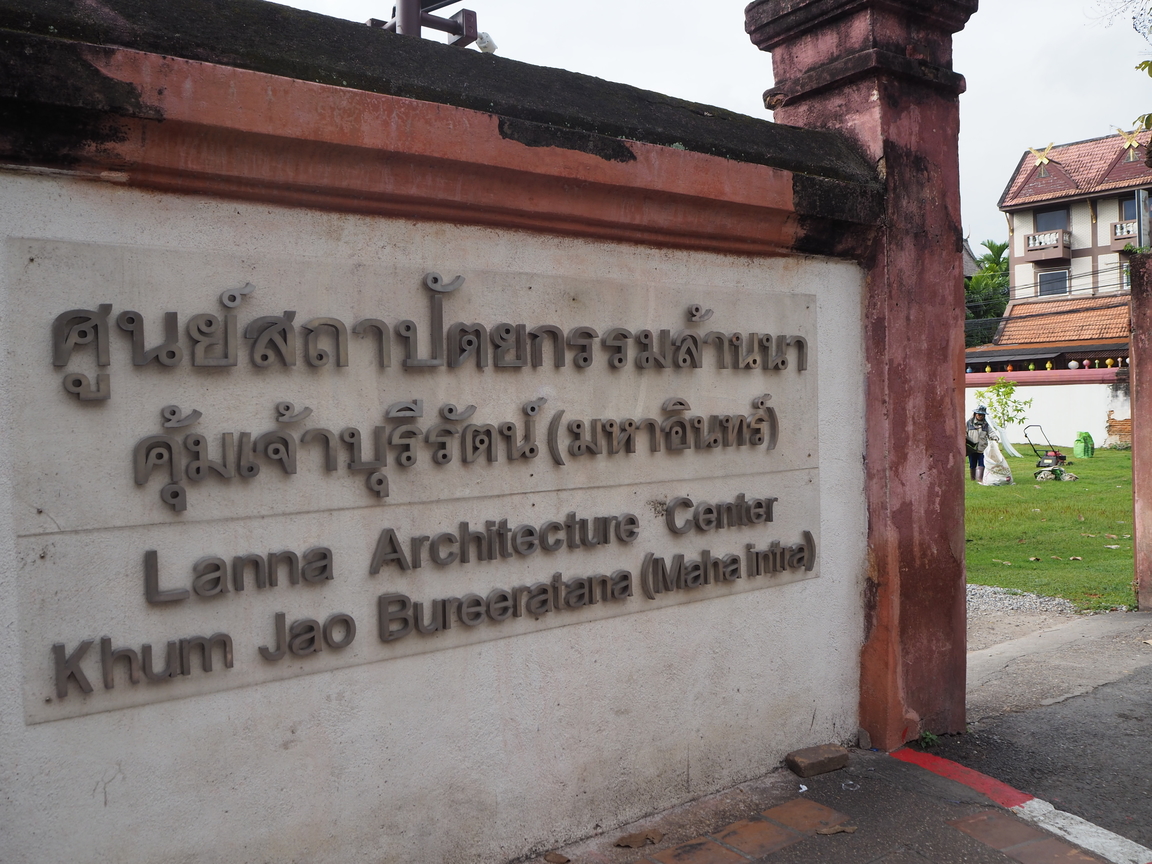 ศูนย์สถาปัตยกรรมล้านนา
คุ้มเจ้าบุรีรัตน์ (มหาอินทร์)
Lanna Architecture Center
Khum Jao Bureeratana (Maha intra)